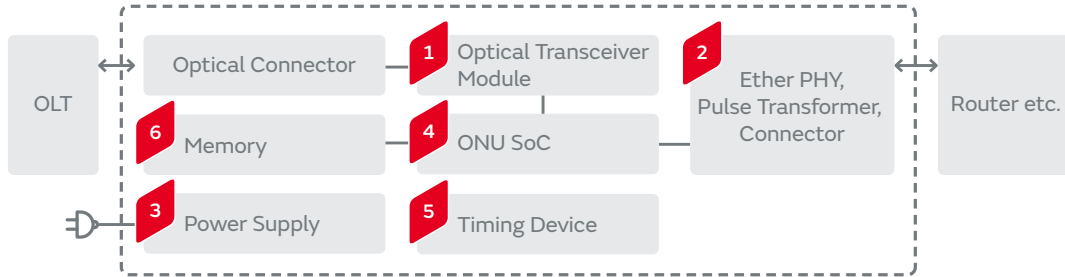 OLT
Optical Connector
1
Optical Transceiver
Module
2
Ether PHY,
Pulse Transformer,
Connector
Router etc.
6
Memory
4
ONU SoC
3
Power Supply
5
Timing Device